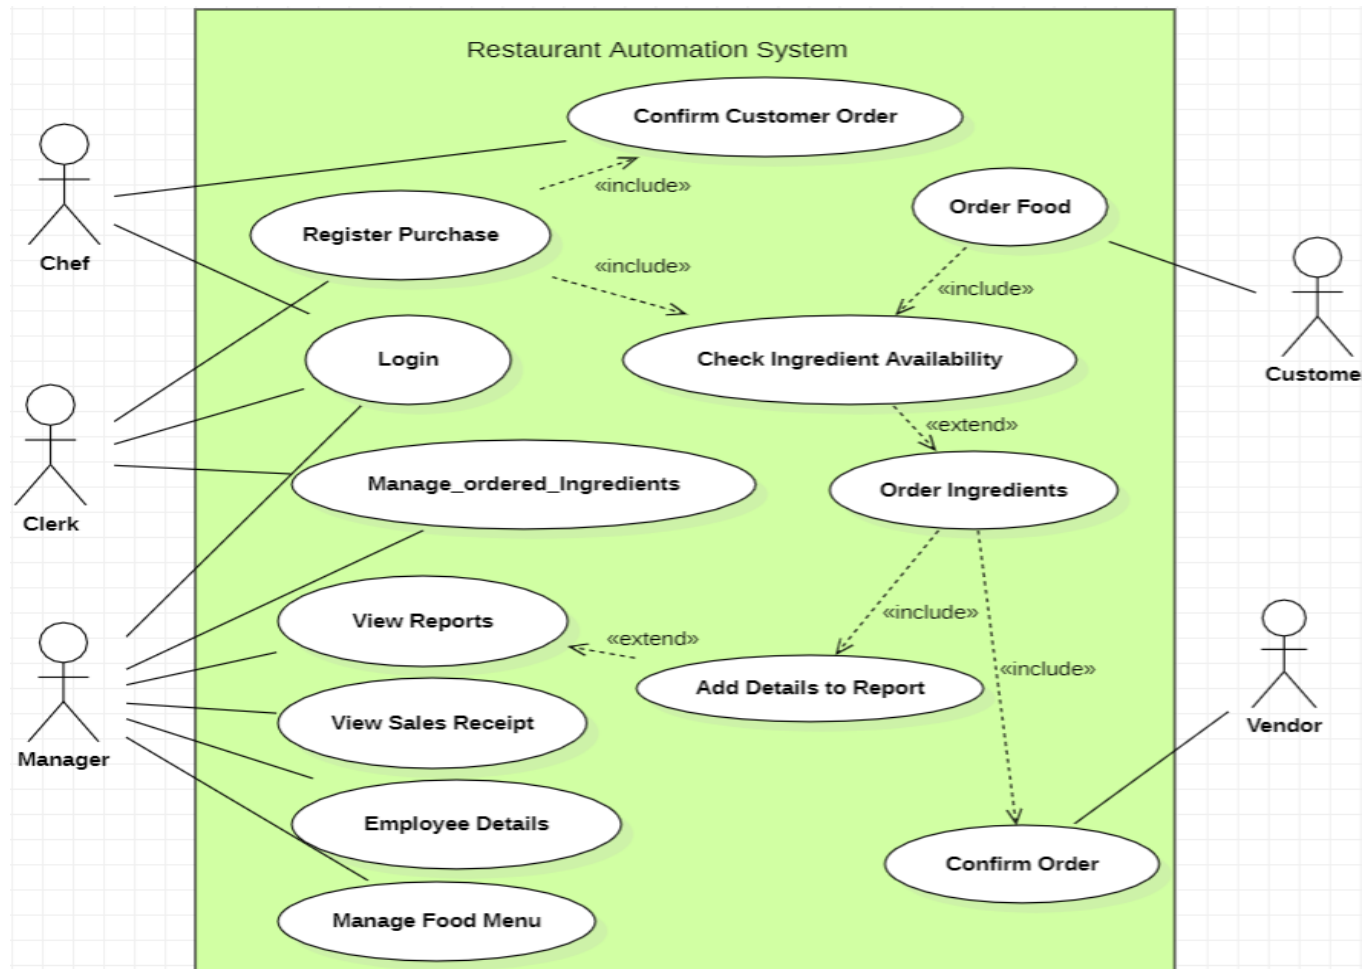 Restaurant Automation System
Confirm Customer Order
«include»
Order Food
Register Purchase
Chef
«include»
«include»
Login
Check Ingredient Availability
Custome
«extend»
Manage_ordered_Ingredients
Order Ingredients
Clerk
View Reports
«include»
«extend»
«include»
Add Details to Report
View Sales Receipt
Vendor
Manager
Employee Details
Confirm Order
Manage Food Menu